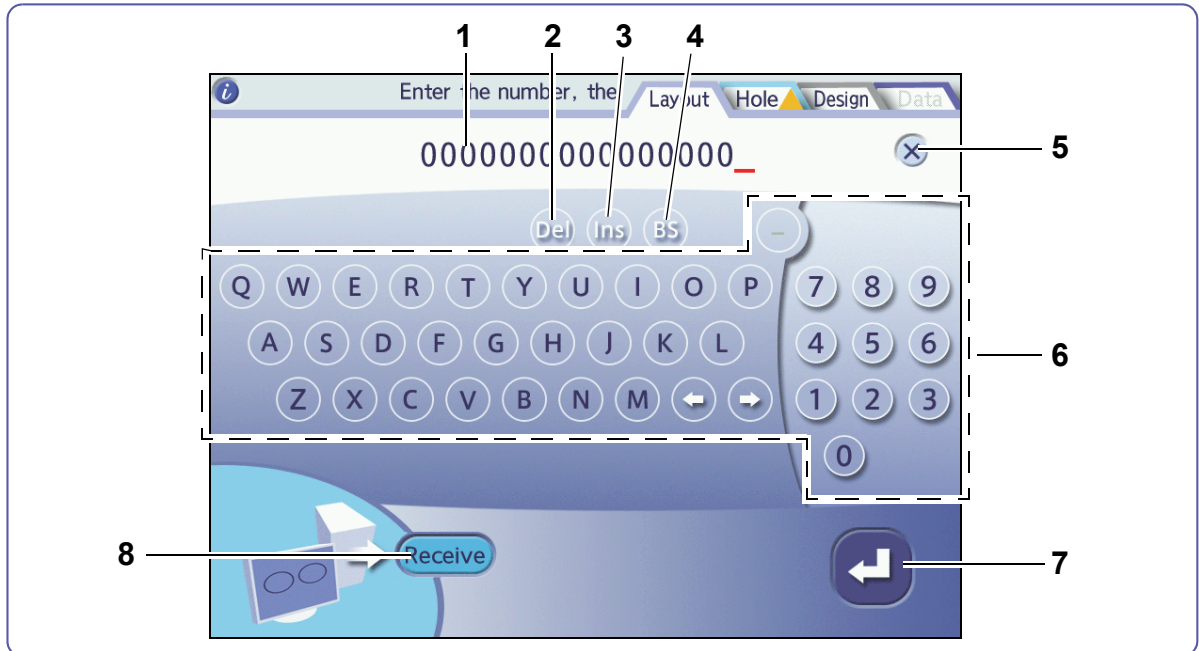 1 2 3 4
i Enter the number, the Layout Hole Design Data
0000000000000000_ 5
Del Ins BS -
Q W E R T Y U I O P 7 8 9
A S D F G H J K L 4 5 6 6
Z X C V B N M 1 2 3
0
8 Receive 7